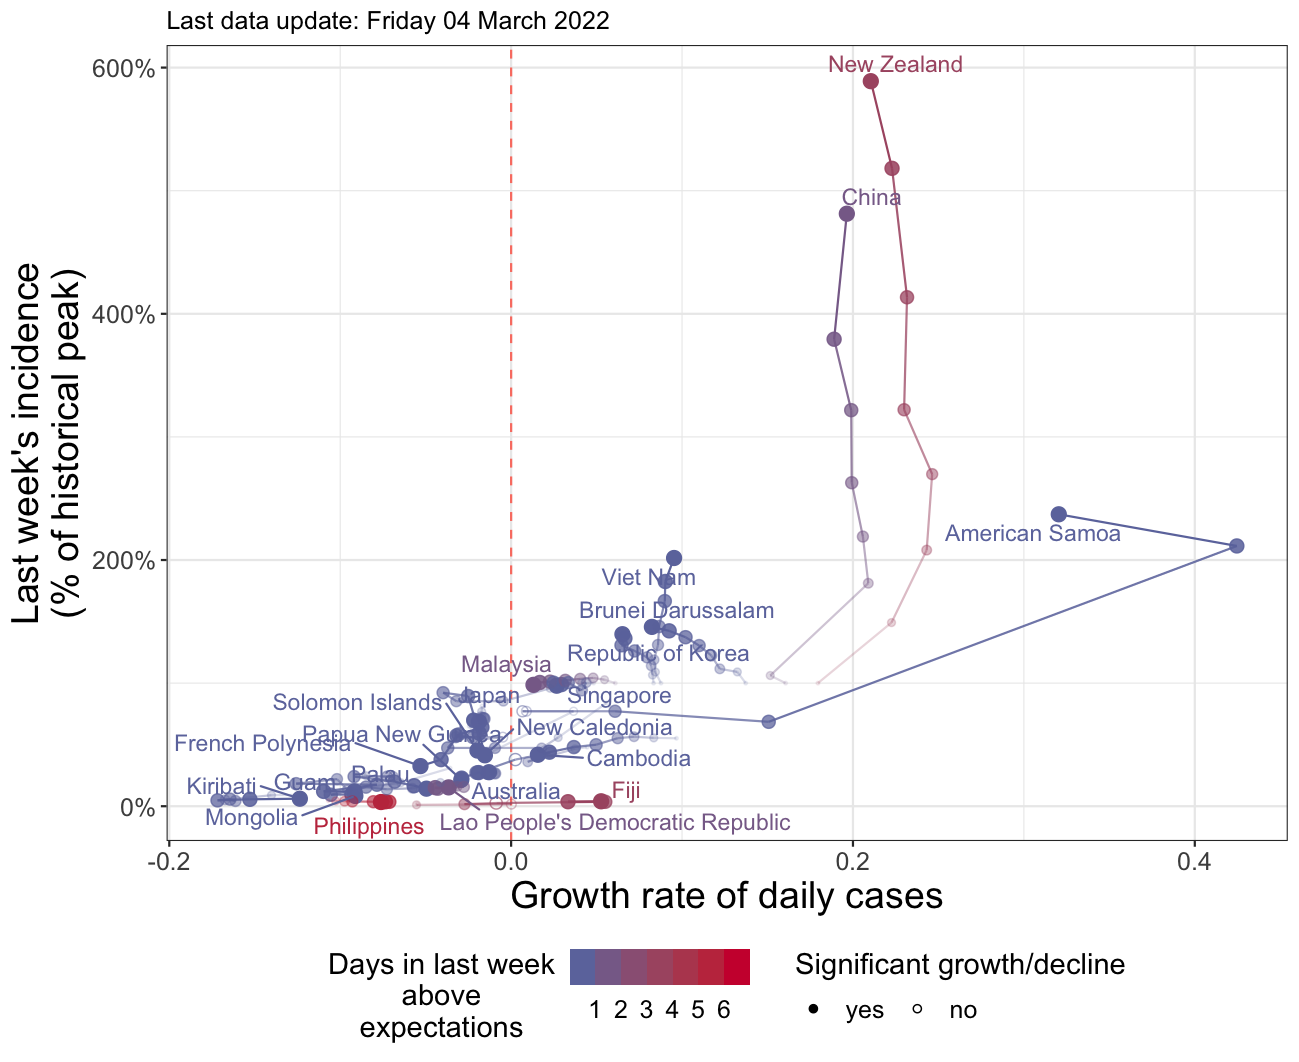 Last data update: Friday 04 March 2022
600%
400%
200%
0%
Last week's incidence
(% of historical peak)
New Zealand
China
American Samoa
Viet Nam
Brunei Darussalam
Republic of Korea
Malaysia
Singapore
Japan
Solomon Islands
New Caledonia
Papua New Guinea
French Polynesia
Cambodia
Palau
Guam
Kiribati
Australia
Fiji
Mongolia
Philippines
Lao People's Democratic Republic
-0.2
0.0
0.2
0.4
Growth rate of daily cases
Days in last week
above
expectations
1 2 3 4 5 6
Significant growth/decline
yes
no